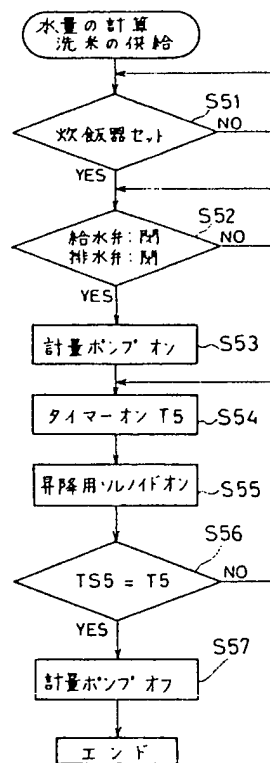 水量の計算
洗米の供給
S51
炊飯器セット
NO
YES
S52
給水弁:閉
排水弁:閉
NO
YES
計量ポンプ オン
S53
タイマーオン T5
S54
昇降用ソレノイドオン
S55
S56
TS5 = T5
NO
YES
S57
計量ポンプ オフ
エンド